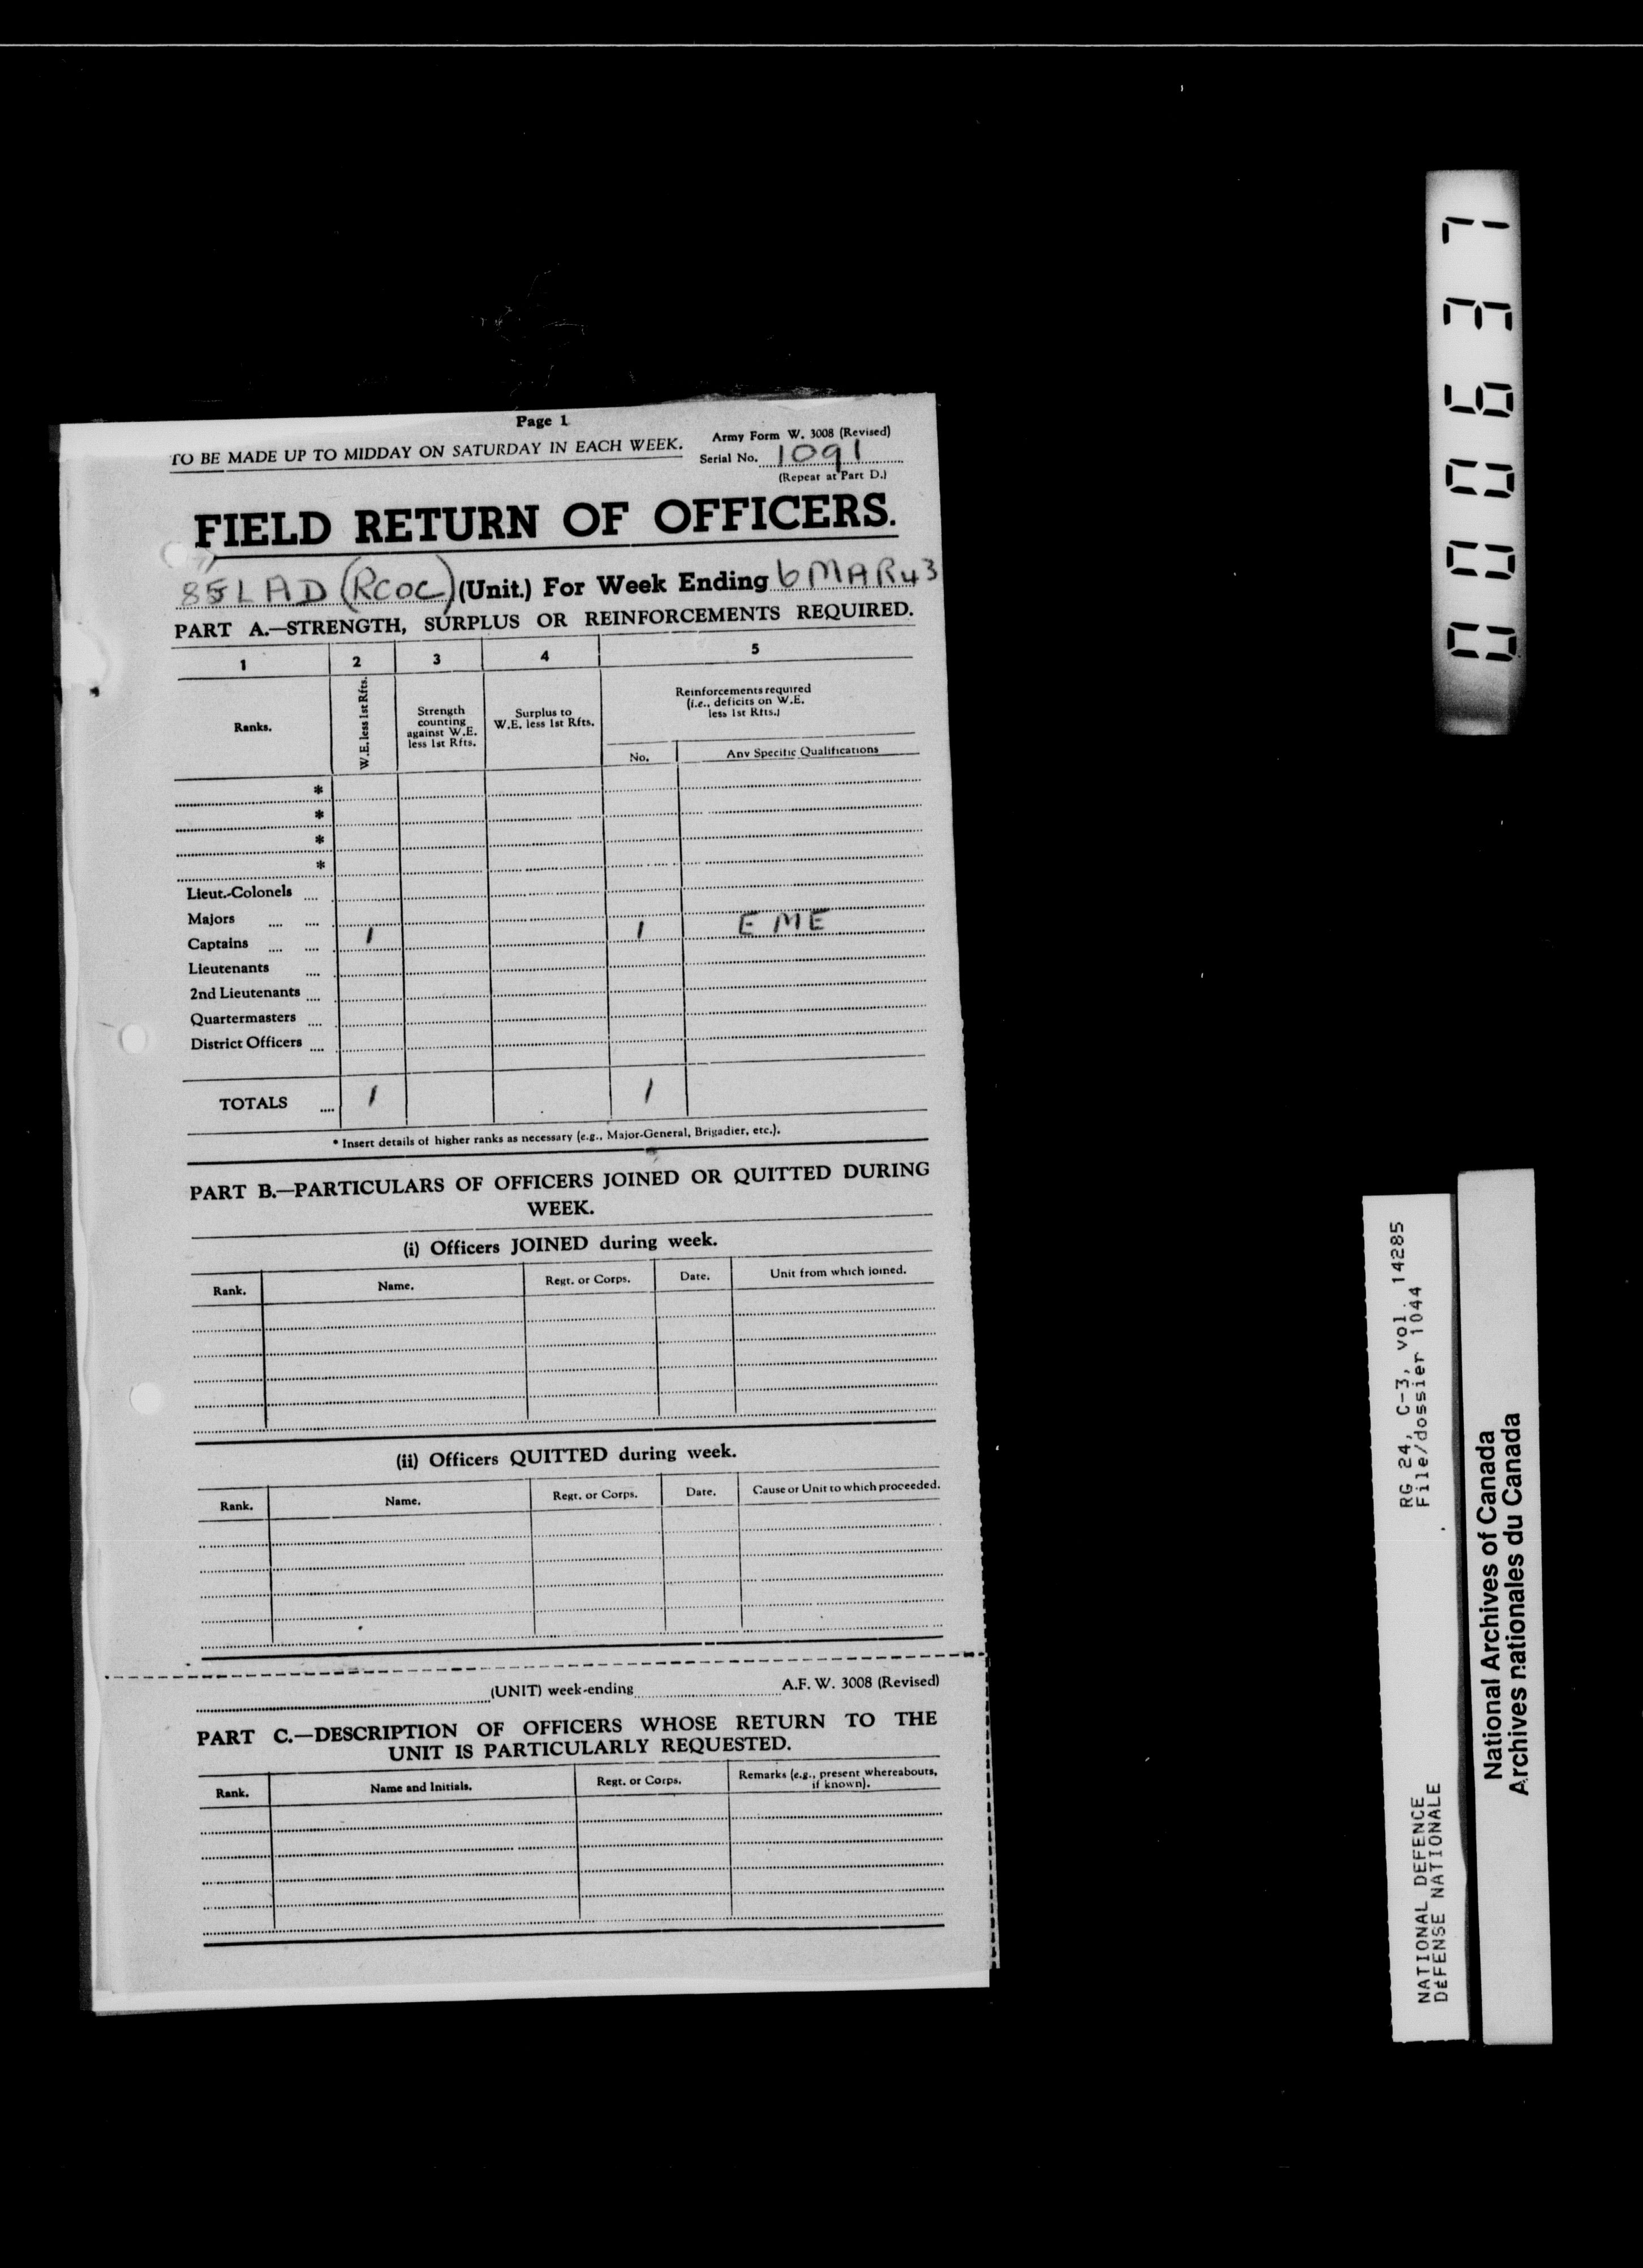 Page 1
TO BE MADE UP TO MIDDAY ON SATURDAY IN EACH WEEK.
Army Form W. 3008 (Revised)
Serial No. 1091
(Repeat at Part D.)
FIELD RETURN OF OFFICERS.
85 LAD (RCOC) (Unit.) For Week Ending 6 MAR 43
PART A.—STRENGTH, SURPLUS OR REINFORCEMENTS REQUIRED.
1 2 3 4 5
Ranks.
W.E. less 1st Rfts.
Strength counting against W.E. less 1st Rfts.
Surplus to W.E. less 1st Rfts.
Reinforcements required
(i.e., deficits on W.E.
less 1st Rfts.)
No. Any Specific Qualifications
*
*
*
*
Lieut.-Colonels ....
Majors .... ....
Captains .... .... 1 1 EME
Lieutenants ....
2nd Lieutenants ....
Quartermasters ....
District Officers ....
TOTALS .... 1 1
* Insert details of higher ranks as necessary (e.g., Major-General, Brigadier, etc.).
PART B.—PARTICULARS OF OFFICERS JOINED OR QUITTED DURING
WEEK.
(i) Officers JOINED during week.
Rank. Name. Regt. or Corps. Date. Unit from which joined.
(ii) Officers QUITTED during week.
Rank. Name. Regt. or Corps. Date. Cause or Unit to which proceeded.
(UNIT) week-ending A.F. W. 3008 (Revised)
PART C.—DESCRIPTION OF OFFICERS WHOSE RETURN TO THE
UNIT IS PARTICULARLY REQUESTED.
Rank. Name and Initials. Regt. or Corps. Remarks (e.g., present whereabouts, if known).
000637
NATIONAL DEFENCE RG 24, C-3, vol. 14285
DÉFENSE NATIONALE File/dossier 1044
National Archives of Canada
Archives nationales du Canada